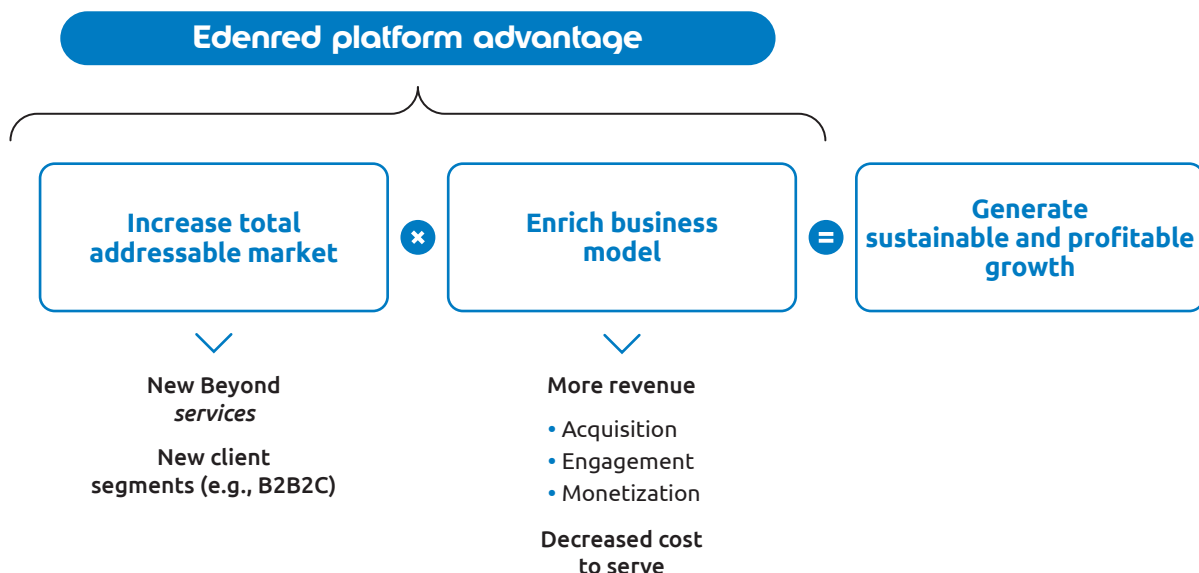 Edenred platform advantage
Increase total
addressable market
×
Enrich business
model
=
Generate
sustainable and profitable
growth
New Beyond
services
New client
segments (e.g., B2B2C)
More revenue
• Acquisition
• Engagement
• Monetization
Decreased cost
to serve